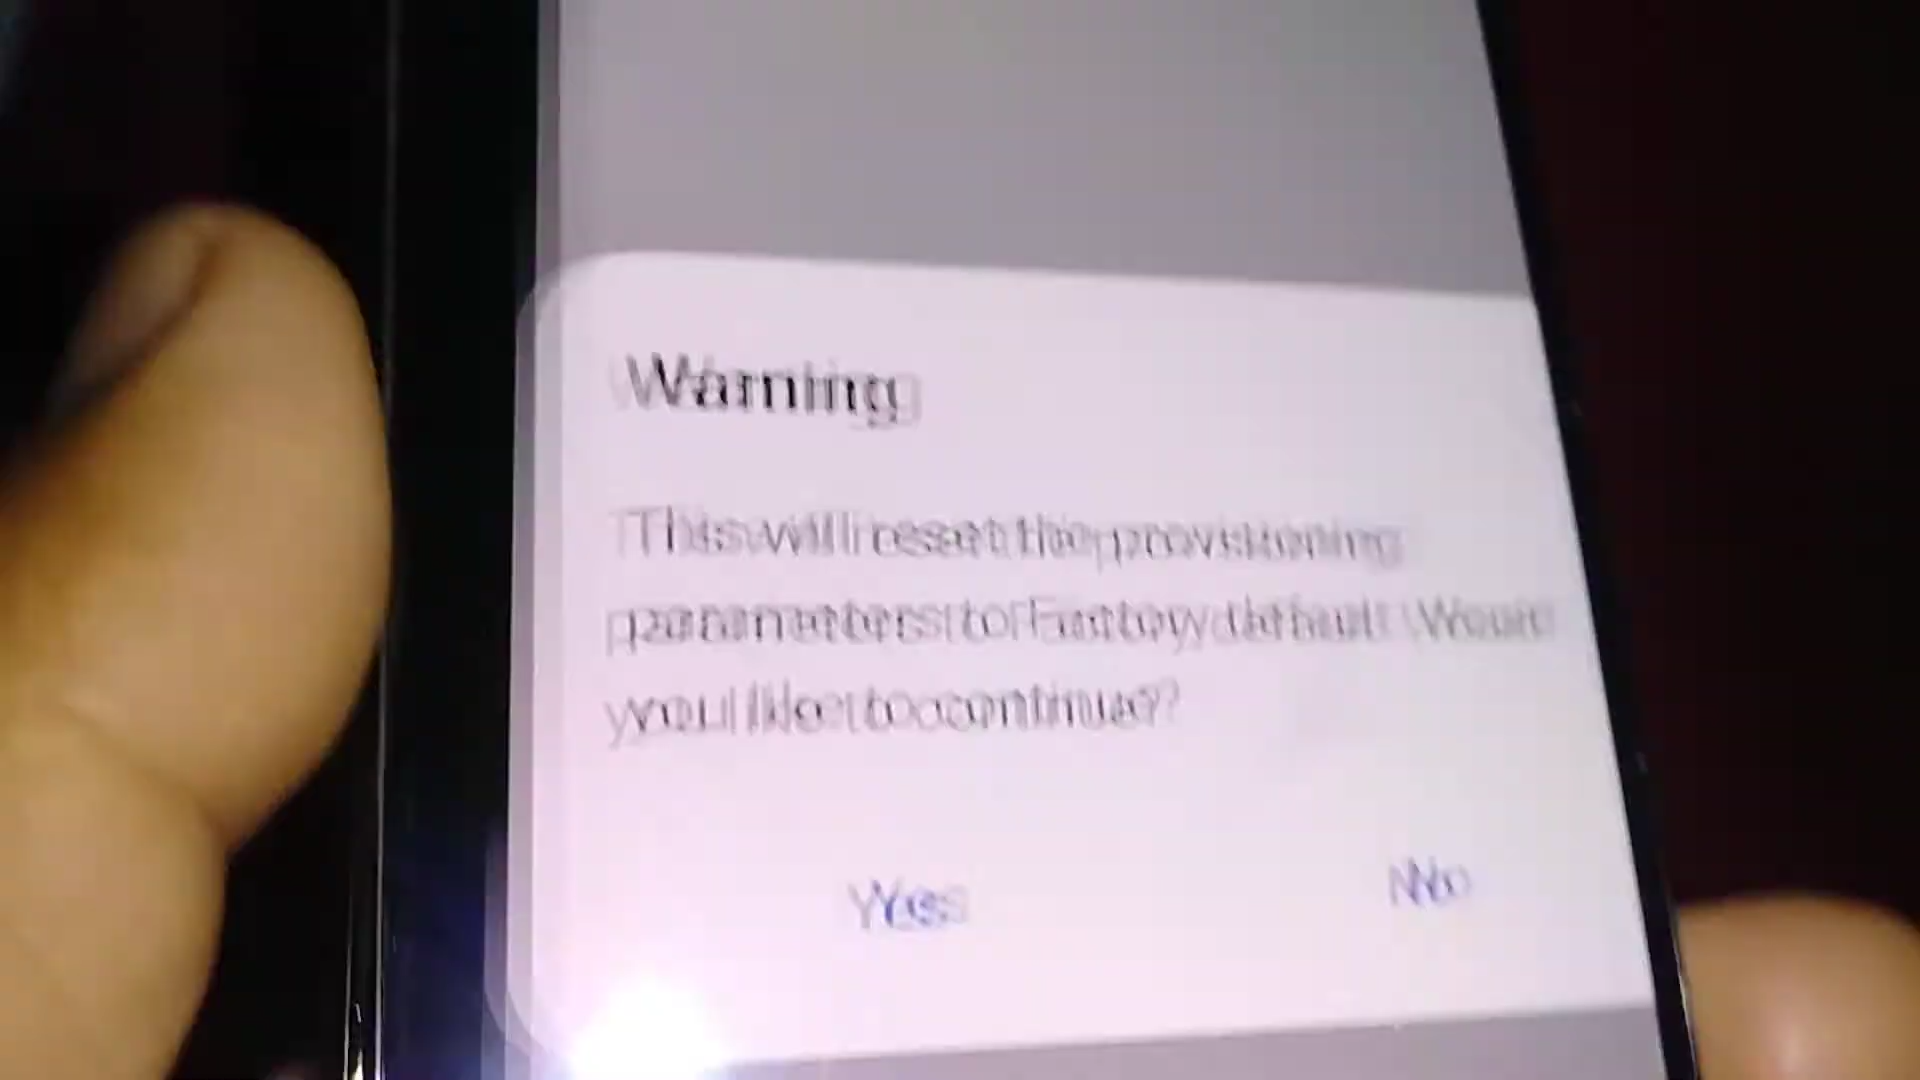 Warning
This will reset the provisioning
parameters to Factory default. Would
you like to continue?
Yes No